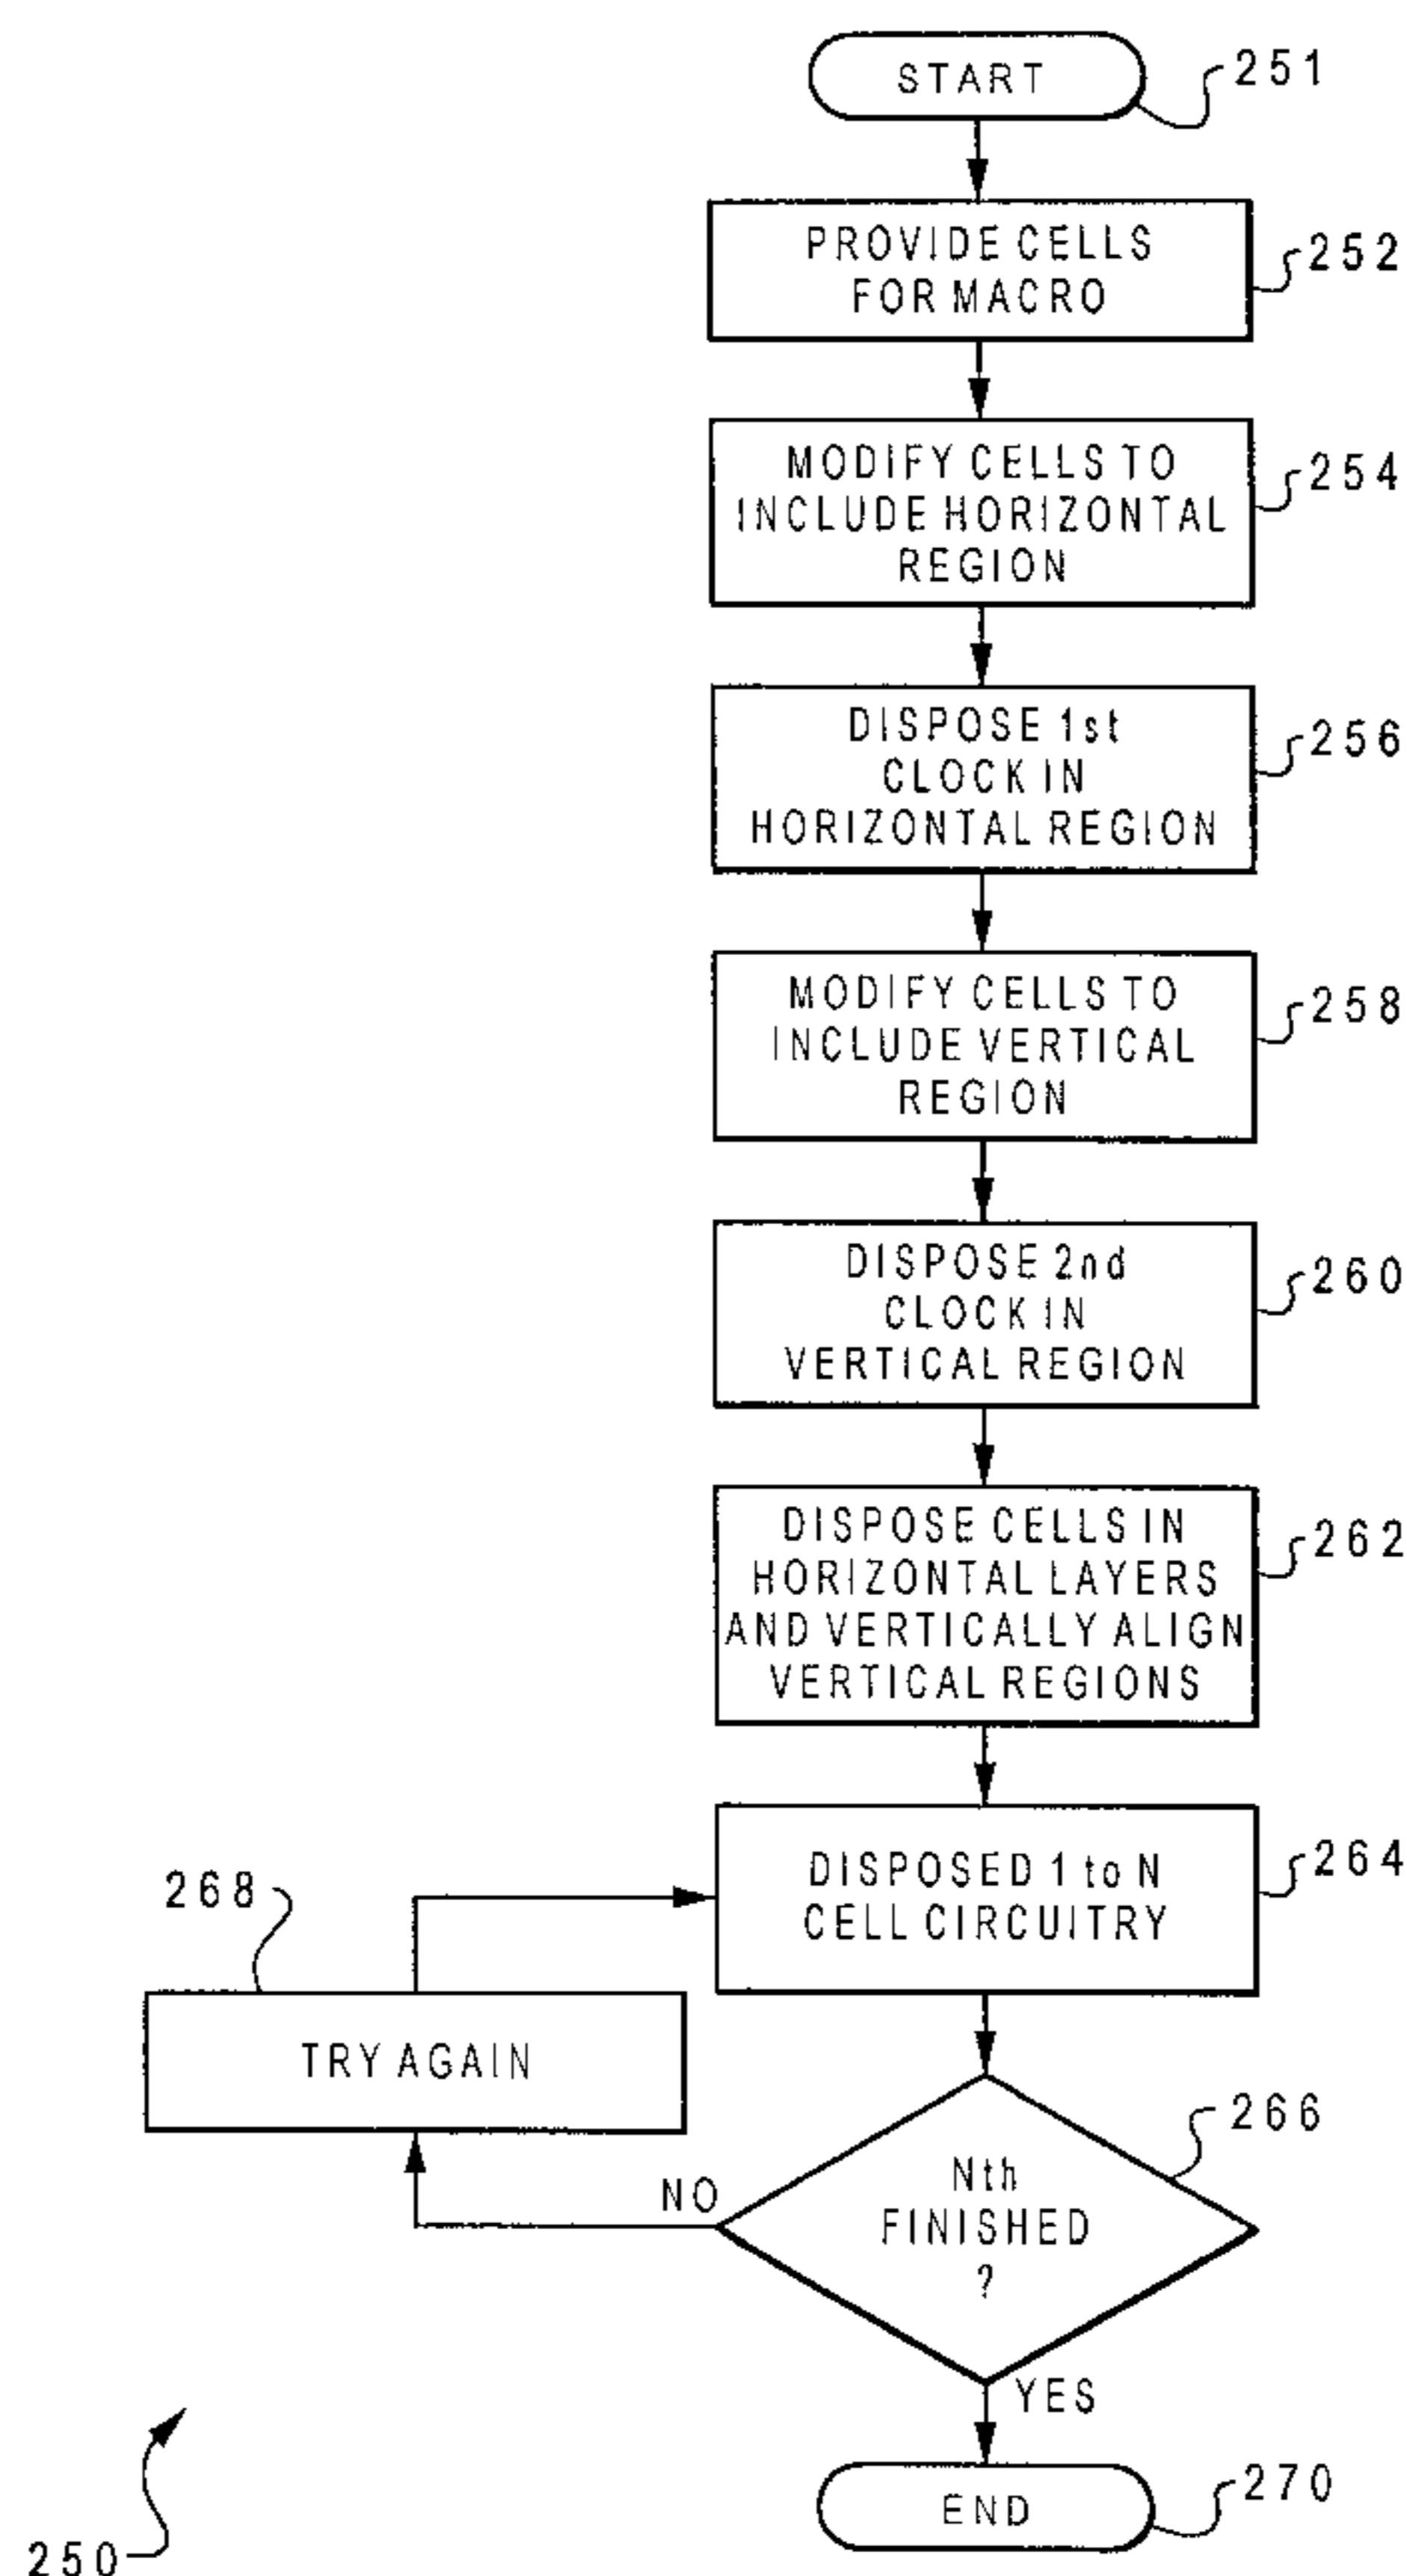 START
251
PROVIDE CELLS
FOR MACRO
252
MODIFY CELLS TO
INCLUDE HORIZONTAL
REGION
254
DISPOSE 1st
CLOCK IN
HORIZONTAL REGION
256
MODIFY CELLS TO
INCLUDE VERTICAL
REGION
258
DISPOSE 2nd
CLOCK IN
VERTICAL REGION
260
DISPOSE CELLS IN
HORIZONTAL LAYERS
AND VERTICALLY ALIGN
VERTICAL REGIONS
262
DISPOSED 1 to N
CELL CIRCUITRY
264
268
TRY AGAIN
Nth
FINISHED
?
266
NO
YES
END
270
250